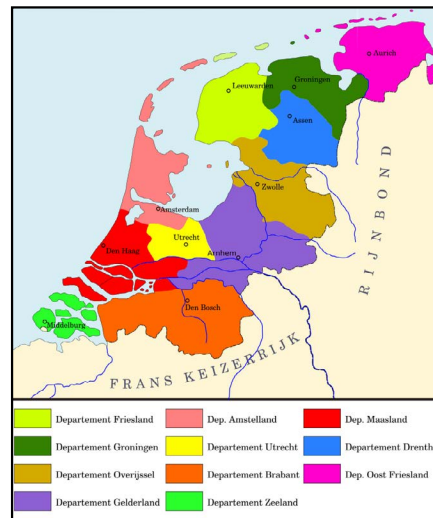 Aurich
Groningen
Leeuwarden
Assen
Zwolle
Amsterdam
Utrecht
Den Haag
Arnhem
Den Bosch
Middelburg
RIJNBOND
FRANS KEIZERRIJK
Departement Friesland
Dep. Amstelland
Dep. Maasland
Departement Groningen
Departement Utrecht
Departement Drenth
Departement Overijssel
Departement Brabant
Dep. Oost Friesland
Departement Gelderland
Departement Zeeland